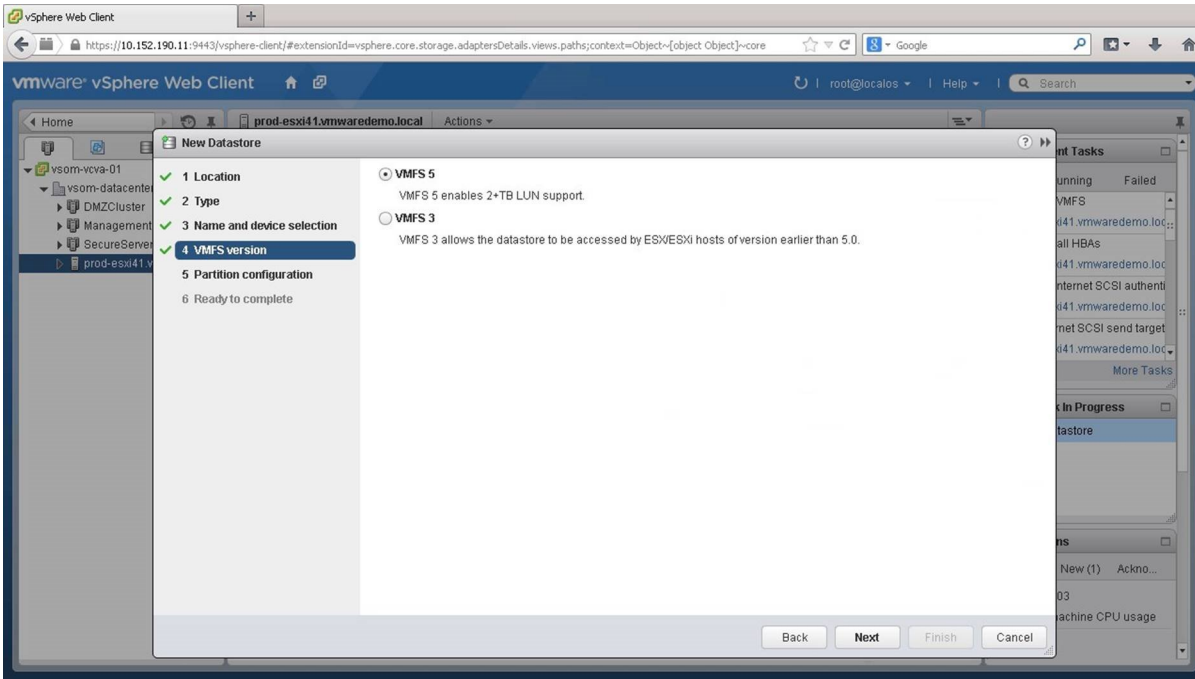 vSphere Web Client
https://10.152.190.11:9443/vsphere-client/#extensionId=vsphere.core.storage.adaptersDetails.views.paths;context=Object~[object Object]~core
Google
vmware vSphere Web Client
root@localos
Help
Search
Home
prod-esxi41.vmwaredemo.local
Actions
New Datastore
vsom-vcva-01
vsom-datacenter
DMZCluster
Management
SecureServer
prod-esxi41.v
1 Location
2 Type
3 Name and device selection
4 VMFS version
5 Partition configuration
6 Ready to complete
VMFS 5
VMFS 5 enables 2+TB LUN support.
VMFS 3
VMFS 3 allows the datastore to be accessed by ESX/ESXi hosts of version earlier than 5.0.
Back
Next
Finish
Cancel
nt Tasks
unning
Failed
VMFS
i41.vmwaredemo.loc
all HBAs
i41.vmwaredemo.loc
nternet SCSI authenti
i41.vmwaredemo.loc
rnet SCSI send target
i41.vmwaredemo.loc
More Tasks
k In Progress
tastore
ns
New (1)
Ackno...
03
achine CPU usage